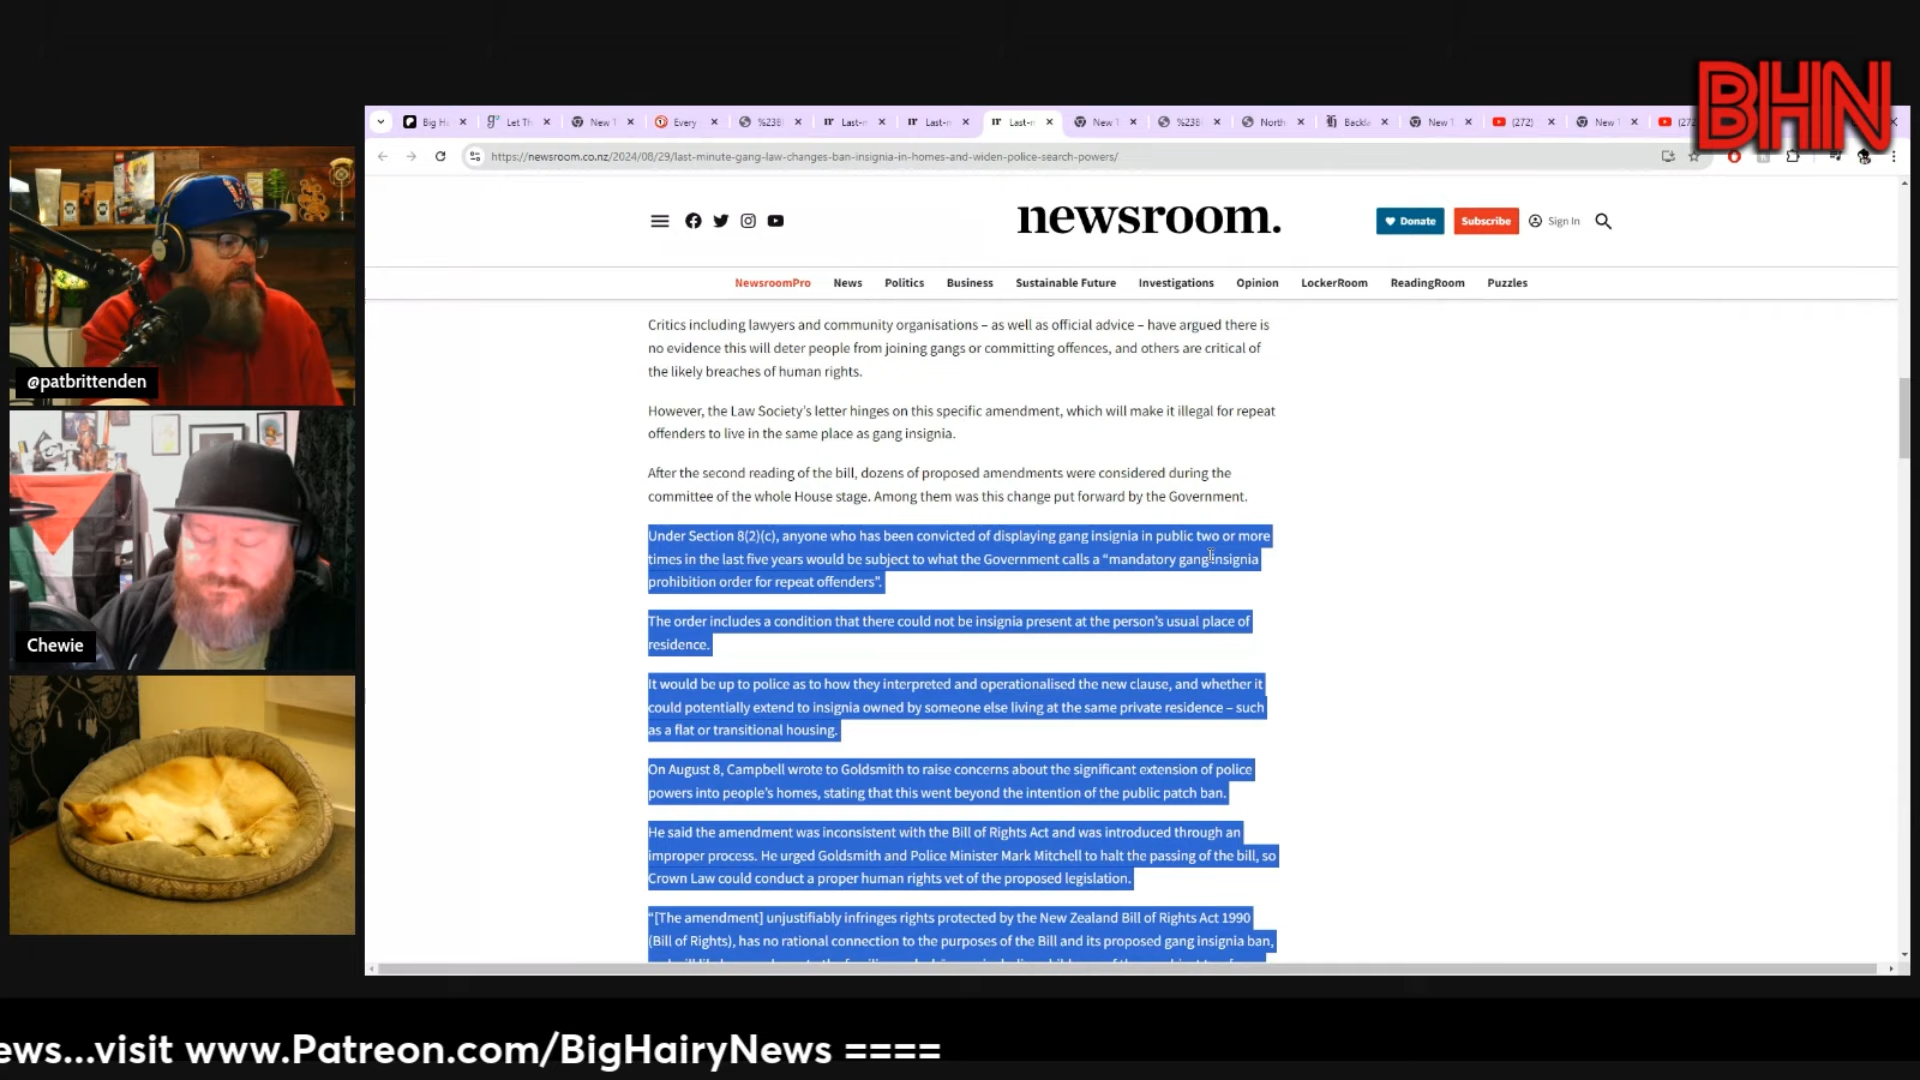 BHN
Big H
Let Th
New T
Every
%23B
Last-
Last-
Last-
New T
%23B
North
Backl
New T
(272)
New
(272
https://newsroom.co.nz/2024/08/29/last-minute-gang-law-changes-ban-insignia-in-homes-and-widen-police-search-powers/
newsroom.
Donate
Subscribe
Sign In
NewsroomPro News Politics Business Sustainable Future Investigations Opinion LockerRoom ReadingRoom Puzzles
Critics including lawyers and community organisations – as well as official advice – have argued there is
no evidence this will deter people from joining gangs or committing offences, and others are critical of
the likely breaches of human rights.
However, the Law Society’s letter hinges on this specific amendment, which will make it illegal for repeat
offenders to live in the same place as gang insignia.
After the second reading of the bill, dozens of proposed amendments were considered during the
committee of the whole House stage. Among them was this change put forward by the Government.
Under Section 8(2)(c), anyone who has been convicted of displaying gang insignia in public two or more
times in the last five years would be subject to what the Government calls a “mandatory gang insignia
prohibition order for repeat offenders”.
The order includes a condition that there could not be insignia present at the person’s usual place of
residence.
It would be up to police as to how they interpreted and operationalised the new clause, and whether it
could potentially extend to insignia owned by someone else living at the same private residence – such
as a flat or transitional housing.
On August 8, Campbell wrote to Goldsmith to raise concerns about the significant extension of police
powers into people’s homes, stating that this went beyond the intention of the public patch ban.
He said the amendment was inconsistent with the Bill of Rights Act and was introduced through an
improper process. He urged Goldsmith and Police Minister Mark Mitchell to halt the passing of the bill, so
Crown Law could conduct a proper human rights vet of the proposed legislation.
“[The amendment] unjustifiably infringes rights protected by the New Zealand Bill of Rights Act 1990
(Bill of Rights), has no rational connection to the purposes of the Bill and its proposed gang insignia ban,
@patbrittenden
Chewie
ews...visit www.Patreon.com/BigHairyNews ====